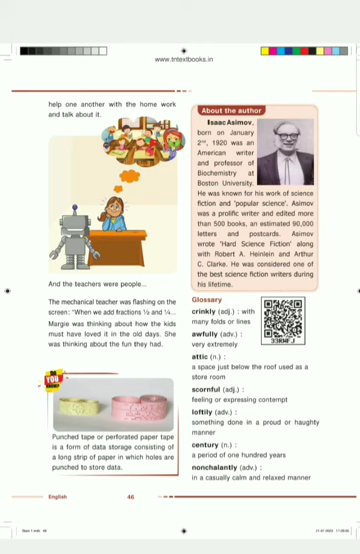 www.tntextbooks.in
help one another with the home work
and talk about it.
And the teachers were people...
The mechanical teacher was flashing on the
screen: "When we add fractions ½ and ¼...
Margie was thinking about how the kids
must have loved it in the old days. She
was thinking about the fun they had.
DO YOU KNOW?
Punched tape or perforated paper tape
is a form of data storage consisting of
a long strip of paper in which holes are
punched to store data.
About the author
Isaac Asimov,
born on January
2nd, 1920 was an
American writer
and professor of
Biochemistry at
Boston University.
He was known for his work of science
fiction and 'popular science'. Asimov
was a prolific writer and edited more
than 500 books, an estimated 90,000
letters and postcards. Asimov
wrote 'Hard Science Fiction' along
with Robert A. Heinlein and Arthur
C. Clarke. He was considered one of
the best science fiction writers during
his lifetime.
Glossary
crinkly (adj.) : with
many folds or lines
awfully (adv.) :
very extremely
attic (n.) :
a space just below the roof used as a
store room
scornful (adj.) :
feeling or expressing contempt
loftily (adv.) :
something done in a proud or haughty
manner
century (n.) :
a period of one hundred years
nonchalantly (adv.) :
in a casually calm and relaxed manner
English
46